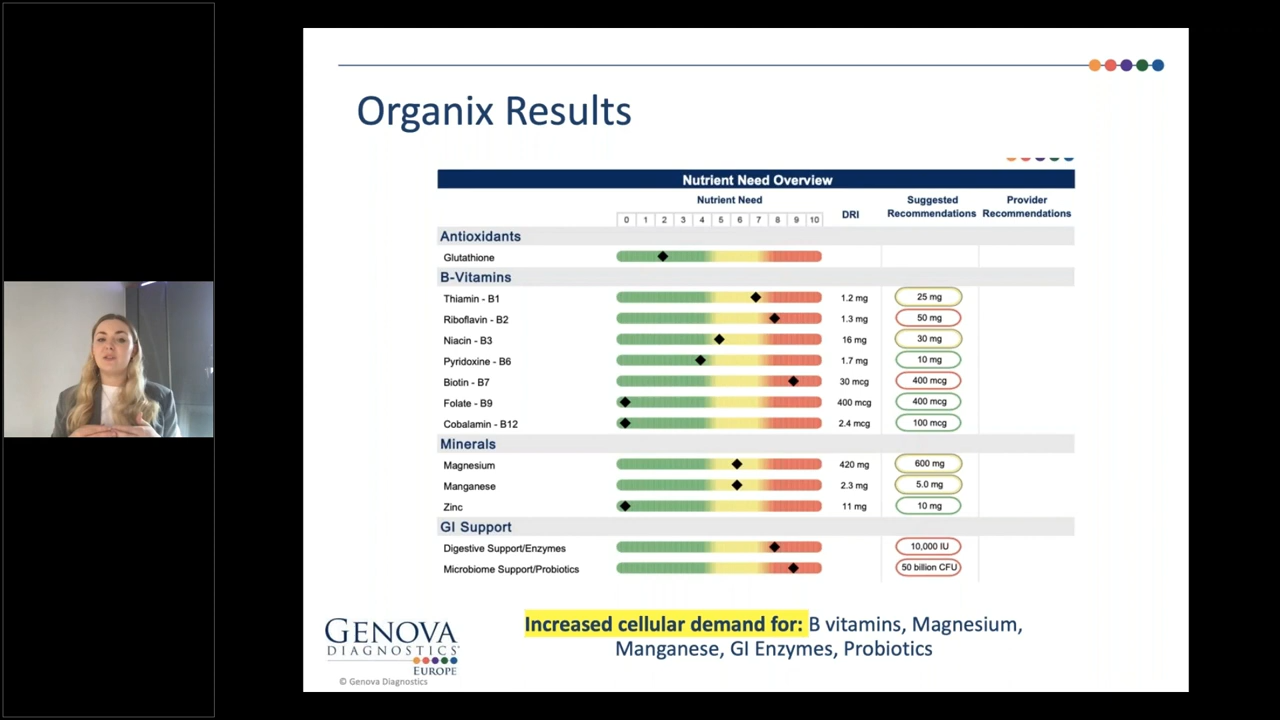 Organix Results
Nutrient Need Overview
Nutrient Need
DRI
Suggested Recommendations
Provider Recommendations
0 1 2 3 4 5 6 7 8 9 10
Antioxidants
Glutathione
B-Vitamins
Thiamin - B1 1.2 mg 25 mg
Riboflavin - B2 1.3 mg 50 mg
Niacin - B3 16 mg 30 mg
Pyridoxine - B6 1.7 mg 10 mg
Biotin - B7 30 mcg 400 mcg
Folate - B9 400 mcg 400 mcg
Cobalamin - B12 2.4 mcg 100 mcg
Minerals
Magnesium 420 mg 600 mg
Manganese 2.3 mg 5.0 mg
Zinc 11 mg 10 mg
GI Support
Digestive Support/Enzymes 10,000 IU
Microbiome Support/Probiotics 50 billion CFU
Increased cellular demand for: B vitamins, Magnesium,
Manganese, GI Enzymes, Probiotics
GENOVA
DIAGNOSTICS
EUROPE
© Genova Diagnostics